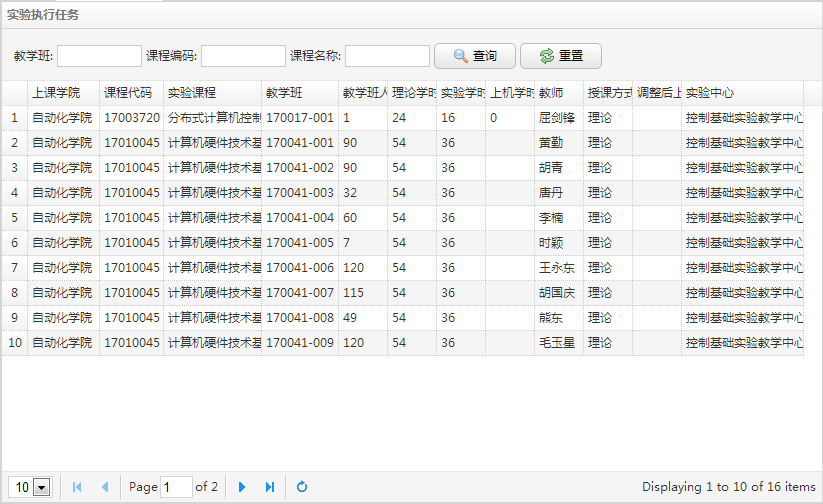 实验执行任务
教学班: 课程编码: 课程名称: 查询 重置
上课学院 课程代码 实验课程 教学班 教学班人 理论学时 实验学时 上机学时 教师 授课方式 调整后上 实验中心
1 自动化学院 17003720 分布式计算机控制 170017-001 1 24 16 0 屈剑锋 理论 控制基础实验教学中心
2 自动化学院 17010045 计算机硬件技术基 170041-001 90 54 36 黄勤 理论 控制基础实验教学中心
3 自动化学院 17010045 计算机硬件技术基 170041-002 90 54 36 胡青 理论 控制基础实验教学中心
4 自动化学院 17010045 计算机硬件技术基 170041-003 32 54 36 唐丹 理论 控制基础实验教学中心
5 自动化学院 17010045 计算机硬件技术基 170041-004 60 54 36 李楠 理论 控制基础实验教学中心
6 自动化学院 17010045 计算机硬件技术基 170041-005 7 54 36 时颖 理论 控制基础实验教学中心
7 自动化学院 17010045 计算机硬件技术基 170041-006 120 54 36 王永东 理论 控制基础实验教学中心
8 自动化学院 17010045 计算机硬件技术基 170041-007 115 54 36 胡国庆 理论 控制基础实验教学中心
9 自动化学院 17010045 计算机硬件技术基 170041-008 49 54 36 熊东 理论 控制基础实验教学中心
10 自动化学院 17010045 计算机硬件技术基 170041-009 120 54 36 毛玉星 理论 控制基础实验教学中心
10 Page 1 of 2 Displaying 1 to 10 of 16 items